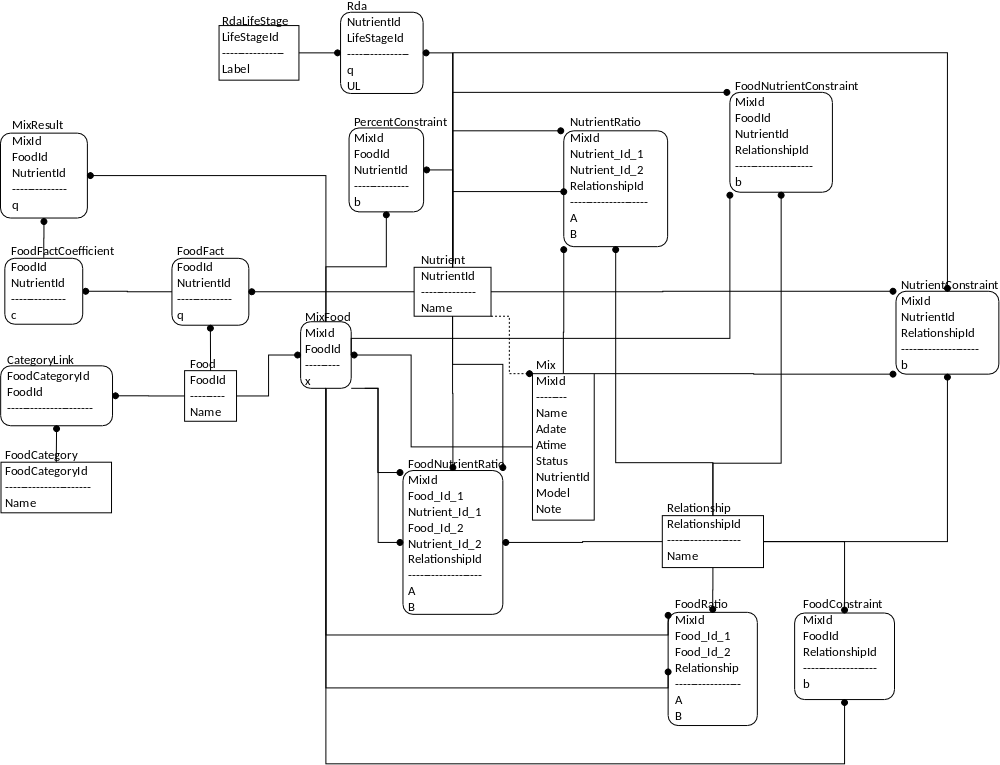 Rda
NutrientId
LifeStageId
----------------
q
UL
RdaLifeStage
LifeStageId
----------------
Label
FoodNutrientConstraint
MixId
FoodId
NutrientId
RelationshipId
--------------------
b
MixResult
MixId
FoodId
NutrientId
--------------
q
PercentConstraint
MixId
FoodId
NutrientId
--------------
b
NutrientRatio
MixId
Nutrient_Id_1
Nutrient_Id_2
RelationshipId
--------------------
A
B
FoodFactCoefficient
FoodId
NutrientId
--------------
c
FoodFact
FoodId
NutrientId
--------------
q
Nutrient
NutrientId
--------------
Name
NutrientConstraint
MixId
NutrientId
RelationshipId
--------------------
b
MixFood
MixId
FoodId
---------
x
CategoryLink
FoodCategoryId
FoodId
----------------------
Food
FoodId
---------
Name
Mix
MixId
--------
Name
Adate
Atime
Status
NutrientId
Model
Note
FoodCategory
FoodCategoryId
----------------------
Name
FoodNutrientRatio
MixId
Food_Id_1
Nutrient_Id_1
Food_Id_2
Nutrient_Id_2
RelationshipId
-------------------
A
B
Relationship
RelationshipId
-------------------
Name
FoodRatio
MixId
Food_Id_1
Food_Id_2
Relationship
-----------------
A
B
FoodConstraint
MixId
FoodId
RelationshipId
-------------------
b